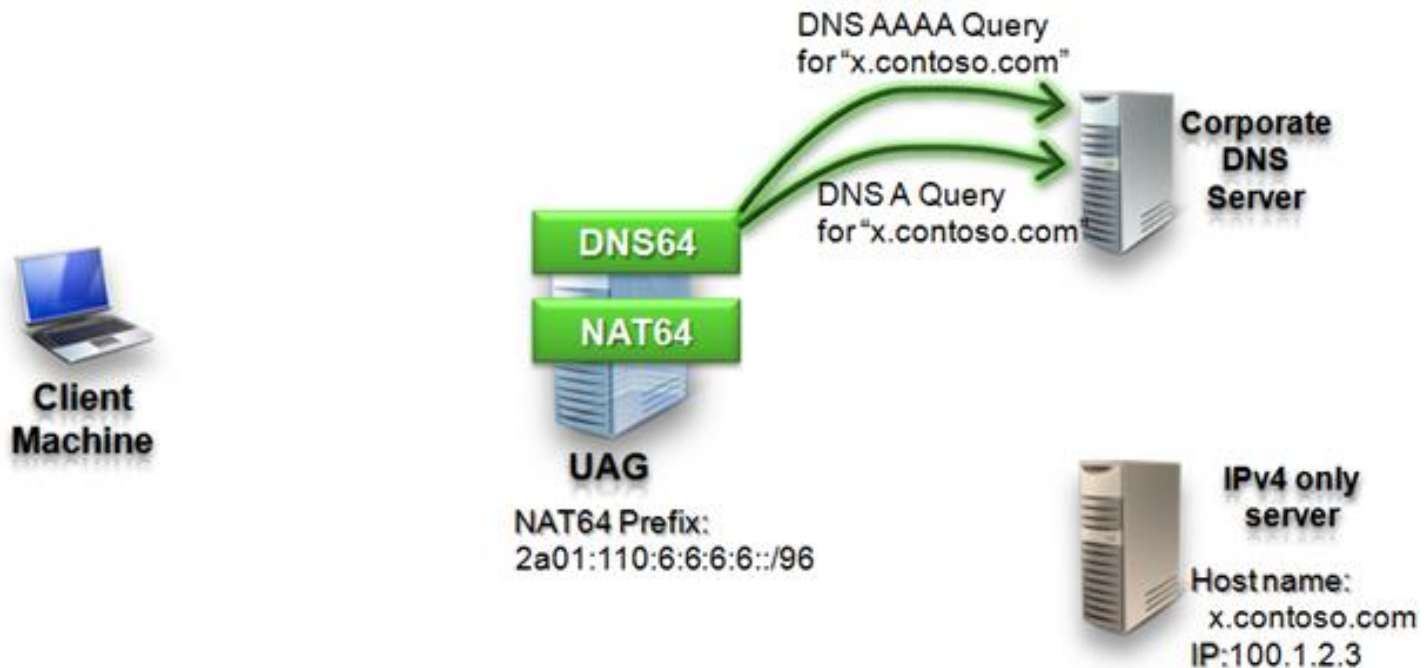 DNS AAAA Query
for "x.contoso.com"
Corporate
DNS
Server
DNS A Query
for "x.contoso.com"
DNS64
NAT64
Client
Machine
UAG
NAT64 Prefix:
2a01:110:6:6:6:6::/96
IPv4 only
server
Host name:
x.contoso.com
IP:100.1.2.3